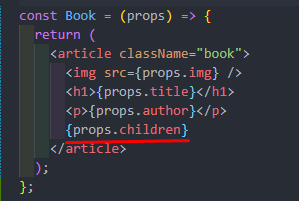 const Book = (props) => {
return (
<article className="book">
<img src={props.img} />
<h1>{props.title}</h1>
<p>{props.author}</p>
{props.children}
</article>
);
};